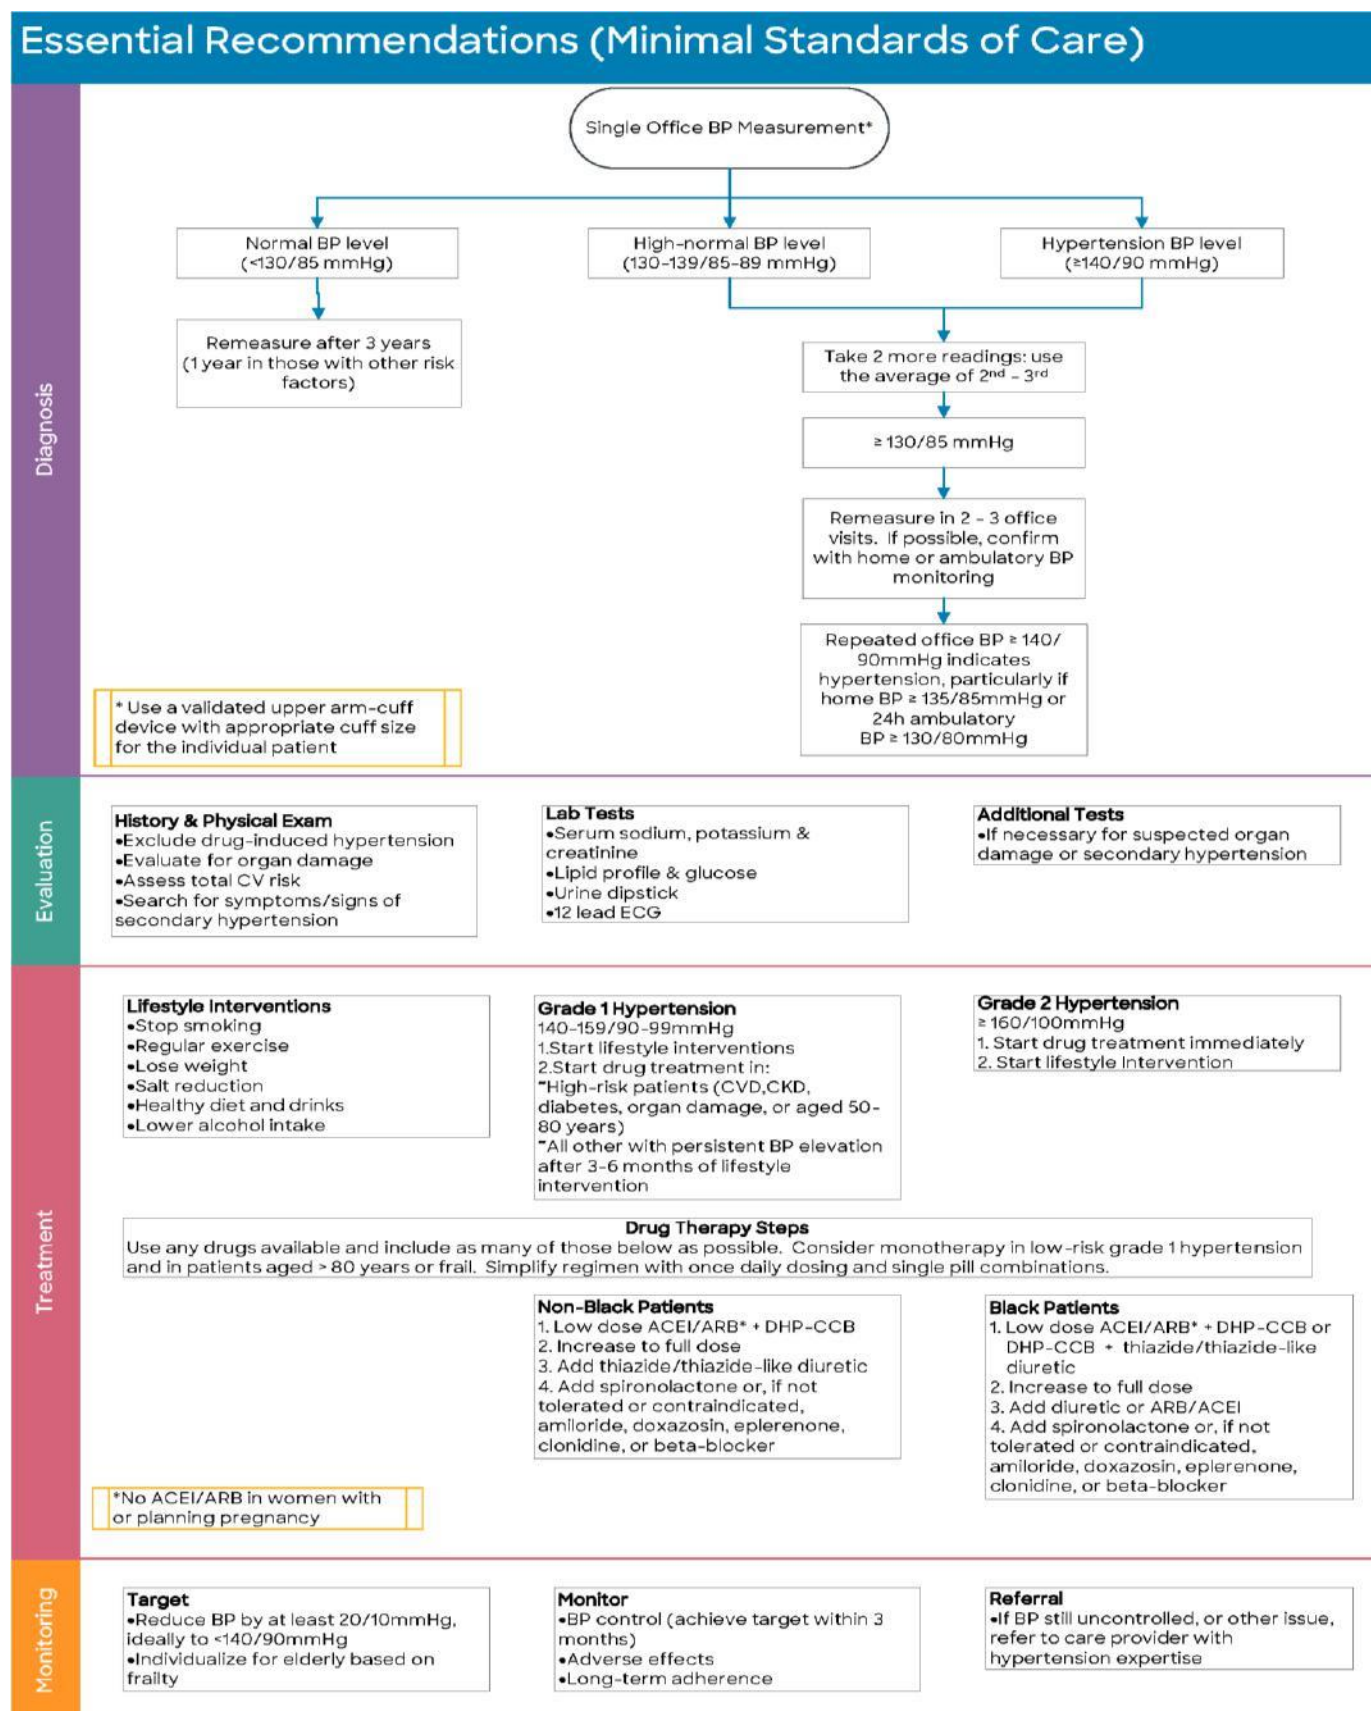 Essential Recommendations (Minimal Standards of Care)
Diagnosis
Single Office BP Measurement*
Normal BP level
(<130/85 mmHg)
High-normal BP level
(130-139/85-89 mmHg)
Hypertension BP level
(≥140/90 mmHg)
Remeasure after 3 years
(1 year in those with other risk
factors)
Take 2 more readings: use
the average of 2nd - 3rd
≥ 130/85 mmHg
Remeasure in 2 - 3 office
visits. If possible, confirm
with home or ambulatory BP
monitoring
Repeated office BP ≥ 140/
90mmHg indicates
hypertension, particularly if
home BP ≥ 135/85mmHg or
24h ambulatory
BP ≥ 130/80mmHg
* Use a validated upper arm-cuff
device with appropriate cuff size
for the individual patient
Evaluation
History & Physical Exam
•Exclude drug-induced hypertension
•Evaluate for organ damage
•Assess total CV risk
•Search for symptoms/signs of
secondary hypertension
Lab Tests
•Serum sodium, potassium &
creatinine
•Lipid profile & glucose
•Urine dipstick
•12 lead ECG
Additional Tests
•If necessary for suspected organ
damage or secondary hypertension
Treatment
Lifestyle Interventions
•Stop smoking
•Regular exercise
•Lose weight
•Salt reduction
•Healthy diet and drinks
•Lower alcohol intake
Grade 1 Hypertension
140-159/90-99mmHg
1.Start lifestyle interventions
2.Start drug treatment in:
~High-risk patients (CVD,CKD,
diabetes, organ damage, or aged 50-
80 years)
~All other with persistent BP elevation
after 3-6 months of lifestyle
intervention
Grade 2 Hypertension
≥ 160/100mmHg
1. Start drug treatment immediately
2. Start lifestyle Intervention
Drug Therapy Steps
Use any drugs available and include as many of those below as possible. Consider monotherapy in low-risk grade 1 hypertension
and in patients aged > 80 years or frail. Simplify regimen with once daily dosing and single pill combinations.
Non-Black Patients
1. Low dose ACEI/ARB* + DHP-CCB
2. Increase to full dose
3. Add thiazide/thiazide-like diuretic
4. Add spironolactone or, if not
tolerated or contraindicated,
amiloride, doxazosin, eplerenone,
clonidine, or beta-blocker
Black Patients
1. Low dose ACEI/ARB* + DHP-CCB or
DHP-CCB + thiazide/thiazide-like
diuretic
2. Increase to full dose
3. Add diuretic or ARB/ACEI
4. Add spironolactone or, if not
tolerated or contraindicated,
amiloride, doxazosin, eplerenone,
clonidine, or beta-blocker
*No ACEI/ARB in women with
or planning pregnancy
Monitoring
Target
•Reduce BP by at least 20/10mmHg,
ideally to <140/90mmHg
•Individualize for elderly based on
frailty
Monitor
•BP control (achieve target within 3
months)
•Adverse effects
•Long-term adherence
Referral
•If BP still uncontrolled, or other issue,
refer to care provider with
hypertension expertise